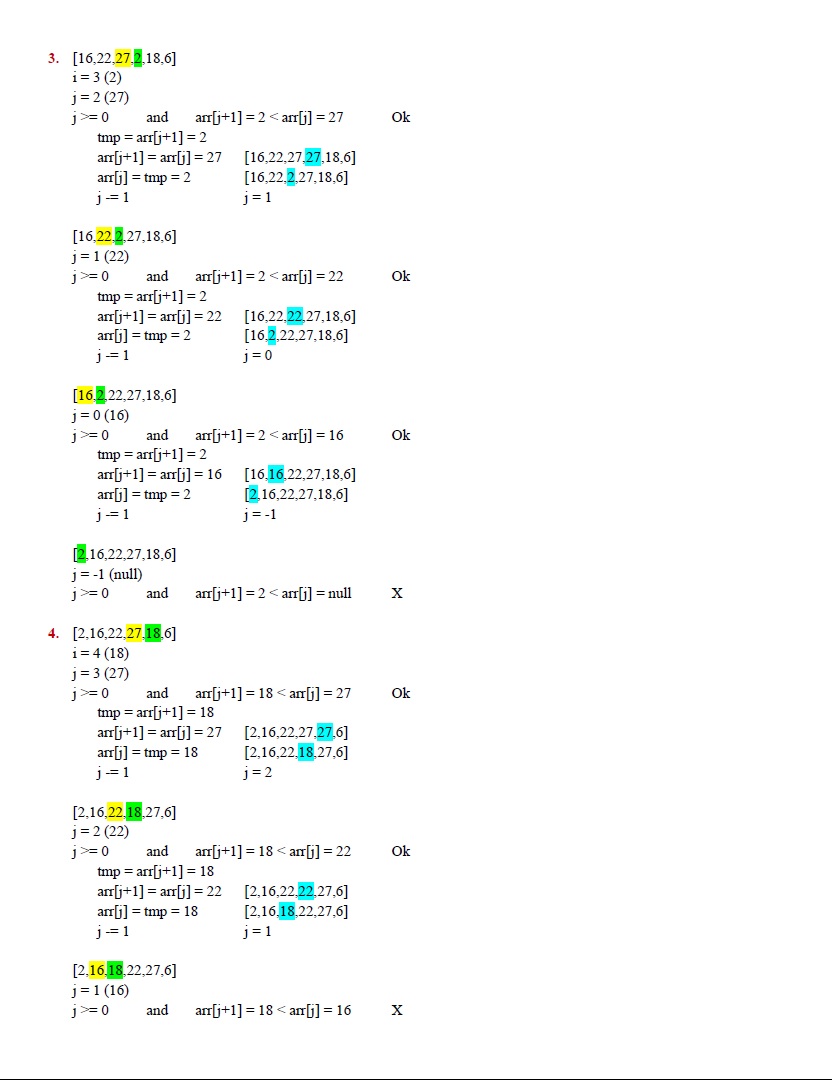 3. [16,22,27,2,18,6]
i = 3 (2)
j = 2 (27)
j >= 0 and arr[j+1] = 2 < arr[j] = 27 Ok
tmp = arr[j+1] = 2
arr[j+1] = arr[j] = 27 [16,22,27,27,18,6]
arr[j] = tmp = 2 [16,22,2,27,18,6]
j -= 1 j = 1
[16,22,2,27,18,6]
j = 1 (22)
j >= 0 and arr[j+1] = 2 < arr[j] = 22 Ok
tmp = arr[j+1] = 2
arr[j+1] = arr[j] = 22 [16,22,22,27,18,6]
arr[j] = tmp = 2 [16,2,22,27,18,6]
j -= 1 j = 0
[16,2,22,27,18,6]
j = 0 (16)
j >= 0 and arr[j+1] = 2 < arr[j] = 16 Ok
tmp = arr[j+1] = 2
arr[j+1] = arr[j] = 16 [16,16,22,27,18,6]
arr[j] = tmp = 2 [2,16,22,27,18,6]
j -= 1 j = -1
[2,16,22,27,18,6]
j = -1 (null)
j >= 0 and arr[j+1] = 2 < arr[j] = null X
4. [2,16,22,27,18,6]
i = 4 (18)
j = 3 (27)
j >= 0 and arr[j+1] = 18 < arr[j] = 27 Ok
tmp = arr[j+1] = 18
arr[j+1] = arr[j] = 27 [2,16,22,27,27,6]
arr[j] = tmp = 18 [2,16,22,18,27,6]
j -= 1 j = 2
[2,16,22,18,27,6]
j = 2 (22)
j >= 0 and arr[j+1] = 18 < arr[j] = 22 Ok
tmp = arr[j+1] = 18
arr[j+1] = arr[j] = 22 [2,16,22,22,27,6]
arr[j] = tmp = 18 [2,16,18,22,27,6]
j -= 1 j = 1
[2,16,18,22,27,6]
j = 1 (16)
j >= 0 and arr[j+1] = 18 < arr[j] = 16 X